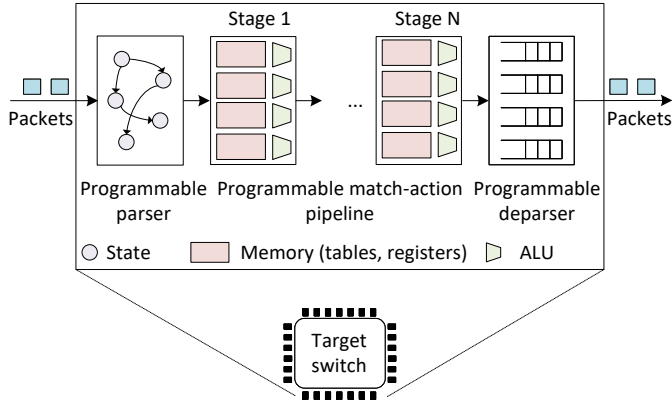 Stage 1
Stage N
Packets
...
Packets
Programmable parser
Programmable match-action pipeline
Programmable deparser
State
Memory (tables, registers)
ALU
Target
switch